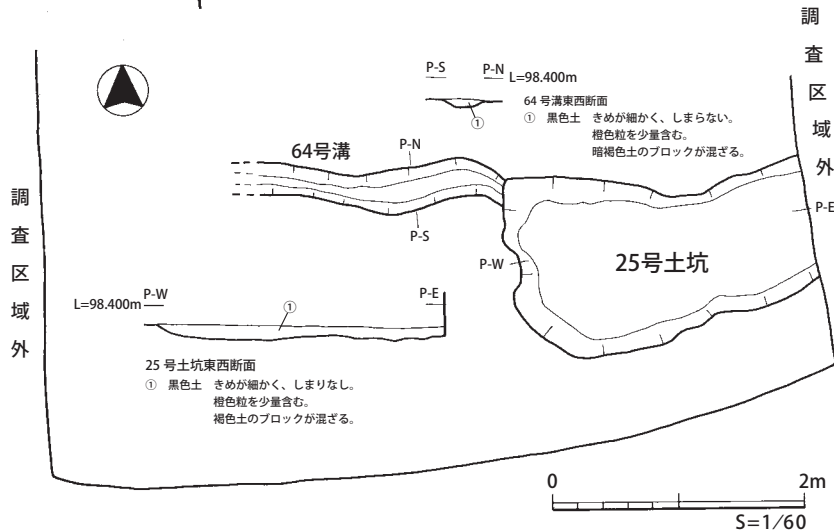 調査区域外
P-S
P-N
L=98.400m
①
64号溝東西断面
① 黒色土 きめが細かく、しまらない。
橙色粒を少量含む。
暗褐色土のブロックが混ざる。
64号溝
P-N
P-S
P-E
P-W
25号土坑
調査区域外
L=98.400m
P-W
①
P-E
25号土坑東西断面
① 黒色土 きめが細かく、しまりなし。
橙色粒を少量含む。
褐色土のブロックが混ざる。
0
2m
S=1/60